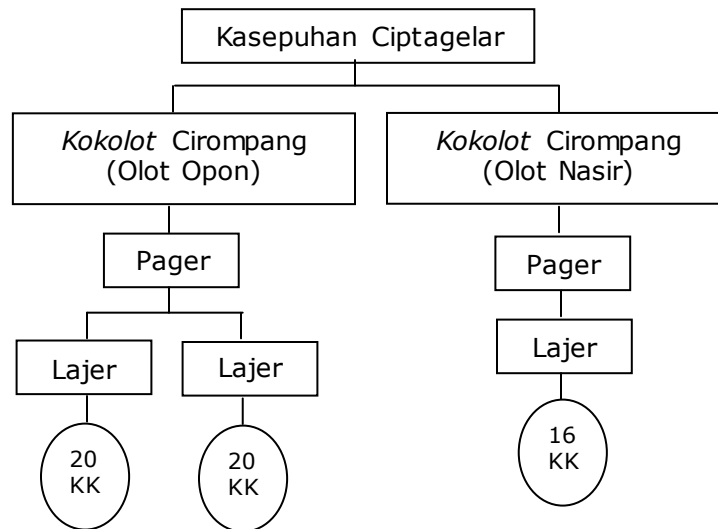 Kasepuhan Ciptagelar
Kokolot Cirompang
(Olot Opon)
Kokolot Cirompang
(Olot Nasir)
Pager
Pager
Lajer
Lajer
Lajer
20
KK
20
KK
16
KK